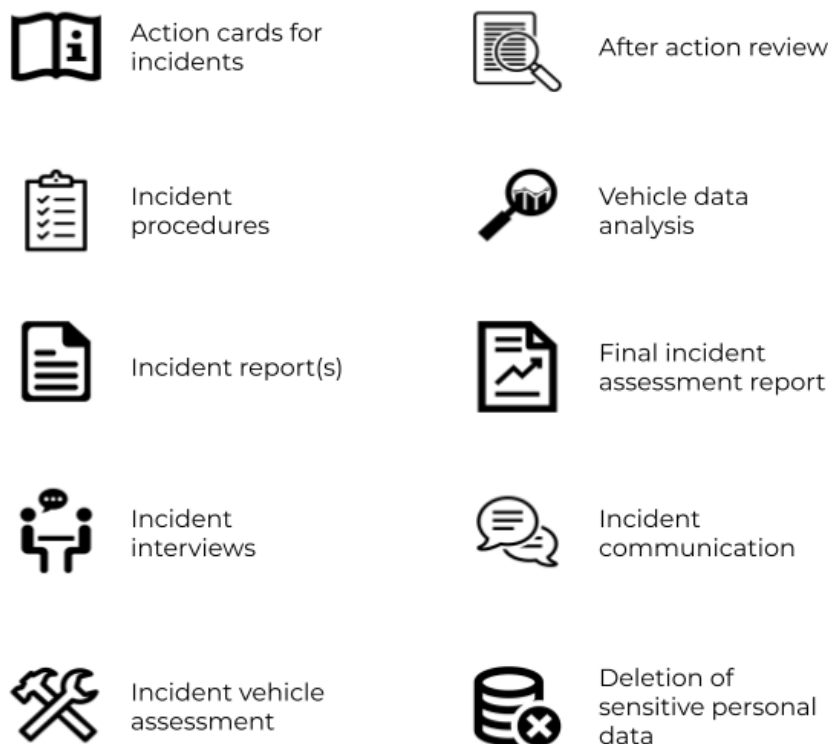 Action cards for
incidents
After action review
Incident
procedures
Vehicle data
analysis
Incident report(s)
Final incident
assessment report
Incident
interviews
Incident
communication
Incident vehicle
assessment
Deletion of
sensitive personal
data